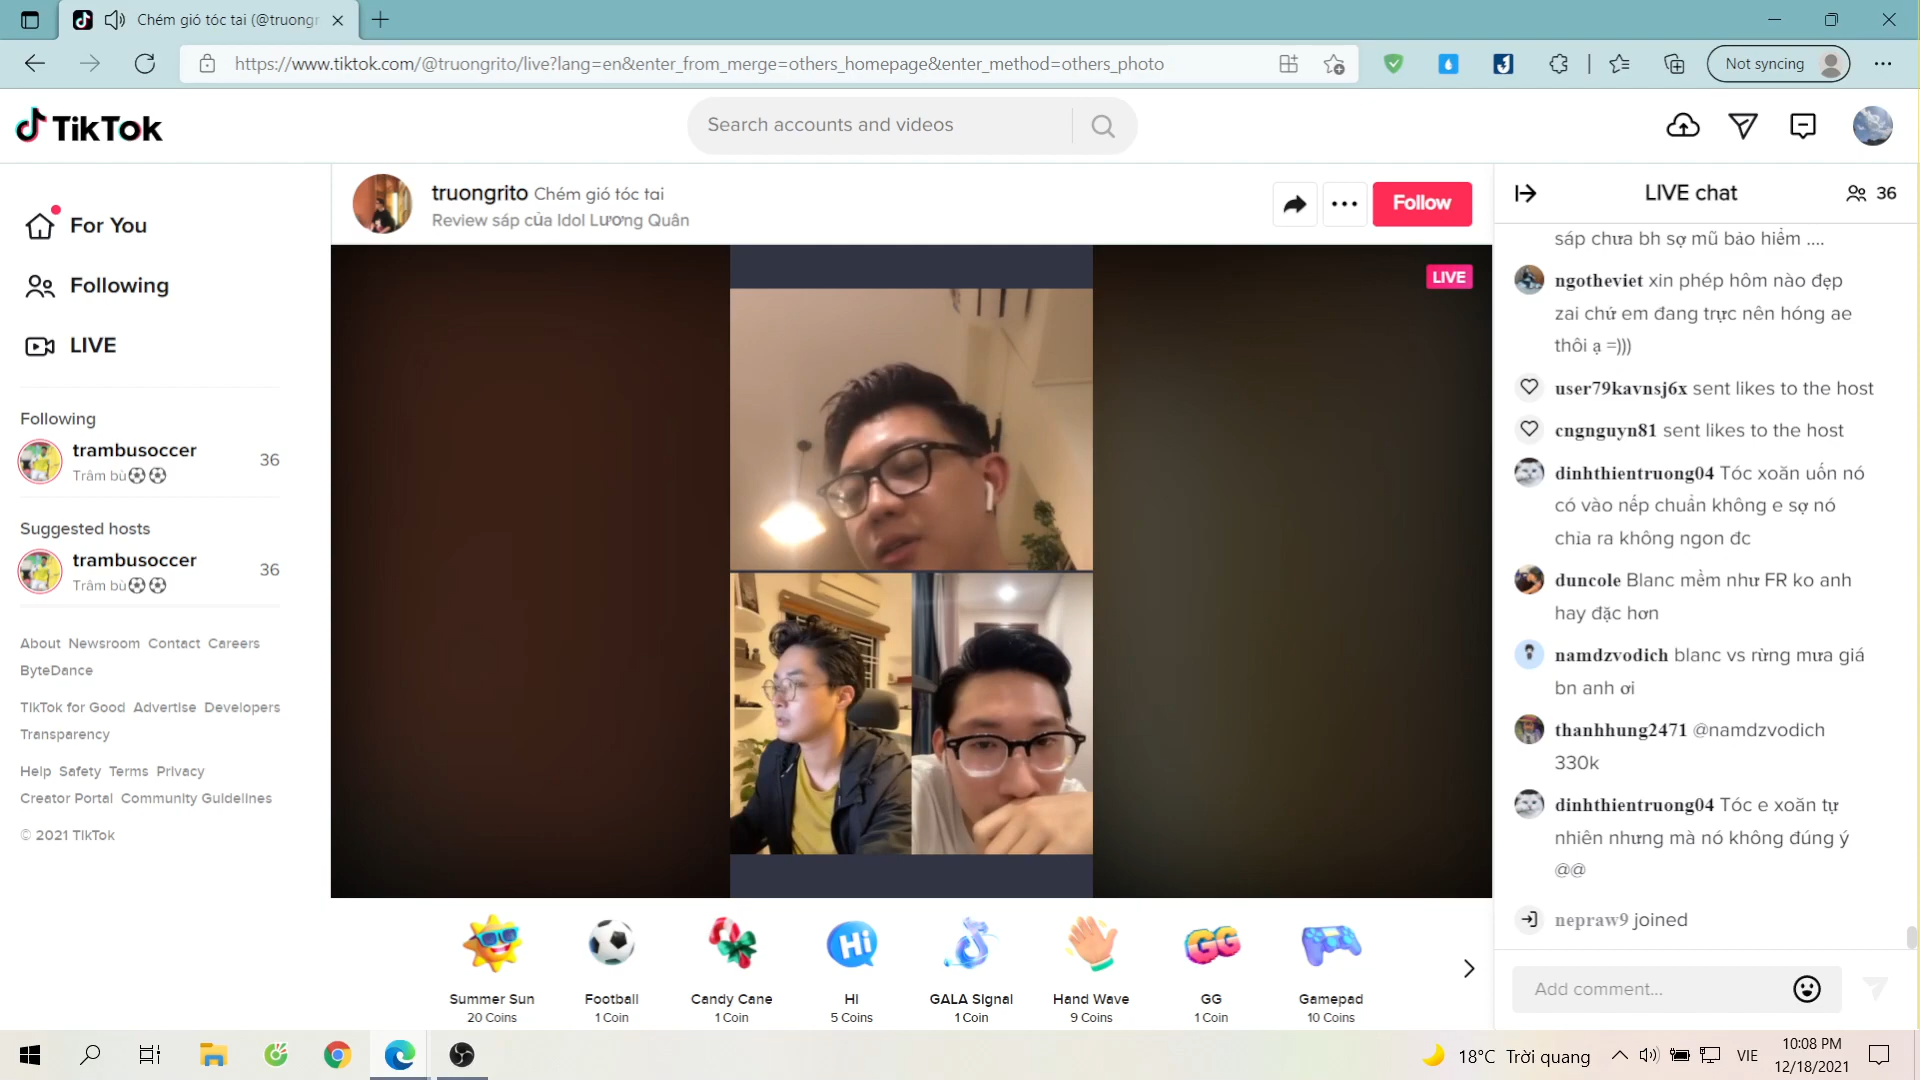 Chém gió tóc tai (@truongr
https://www.tiktok.com/@truongrito/live?lang=en&enter_from_merge=others_homepage&enter_method=others_photo
Not syncing
TikTok
Search accounts and videos
For You
Following
LIVE
Following
trambusoccer
Trâm bù⚽⚽
36
Suggested hosts
trambusoccer
Trâm bù⚽⚽
36
About Newsroom Contact Careers
ByteDance
TikTok for Good Advertise Developers
Transparency
Help Safety Terms Privacy
Creator Portal Community Guidelines
© 2021 TikTok
truongrito Chém gió tóc tai
Review sáp của Idol Lương Quân
Follow
LIVE
Summer Sun
20 Coins
Football
1 Coin
Candy Cane
1 Coin
Hi
Hi
5 Coins
GALA Signal
1 Coin
Hand Wave
9 Coins
GG
GG
1 Coin
Gamepad
10 Coins
LIVE chat
36
sáp chưa bh sợ mũ bảo hiểm ....
ngotheviet xin phép hôm nào đẹp
zai chứ em đang trực nên hóng ae
thôi ạ =)))
user79kavnsj6x sent likes to the host
cngnguyn81 sent likes to the host
dinhthientruong04 Tóc xoăn uốn nó
có vào nếp chuẩn không e sợ nó
chỉa ra không ngon đc
duncole Blanc mềm như FR ko anh
hay đặc hơn
namdzvodich blanc vs rừng mưa giá
bn anh ơi
thanhhung2471 @namdzvodich
330k
dinhthientruong04 Tóc e xoăn tự
nhiên nhưng mà nó không đúng ý
@@
nepraw9 joined
Add comment...
18°C Trời quang
VIE
10:08 PM
12/18/2021